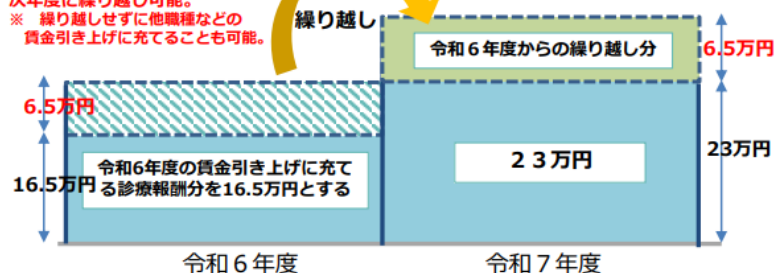 次年度に繰り越し可能。
※ 繰り越しせずに他職種などの
賃金引き上げに充てることも可能。
繰り越し
令和６年度からの繰り越し分
6.5万円
6.5万円
令和6年度の賃金引き上げに充て
る診療報酬分を16.5万円とする
16.5万円
２３万円
23万円
令和６年度
令和７年度